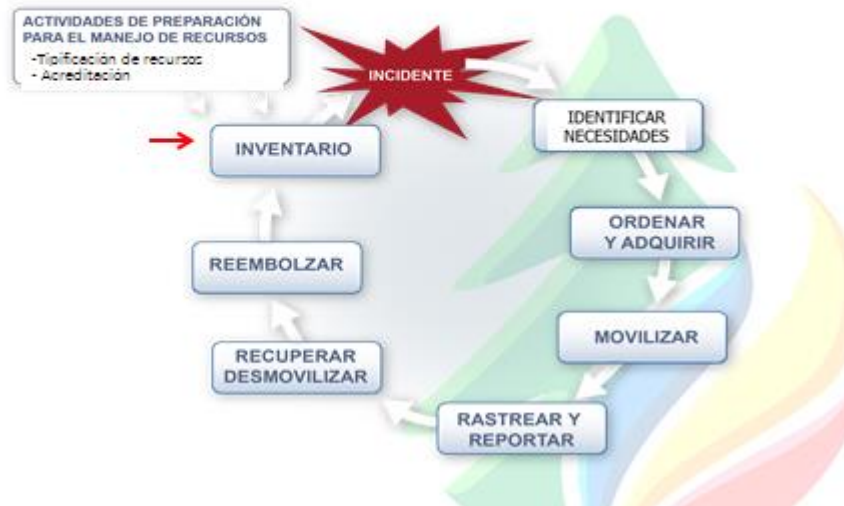 ACTIVIDADES DE PREPARACIÓN
PARA EL MANEJO DE RECURSOS
-Tipificación de recursos
- Acreditación
INCIDENTE
IDENTIFICAR
NECESIDADES
INVENTARIO
ORDENAR
Y ADQUIRIR
REEMBOLZAR
MOVILIZAR
RECUPERAR
DESMOVILIZAR
RASTREAR Y
REPORTAR